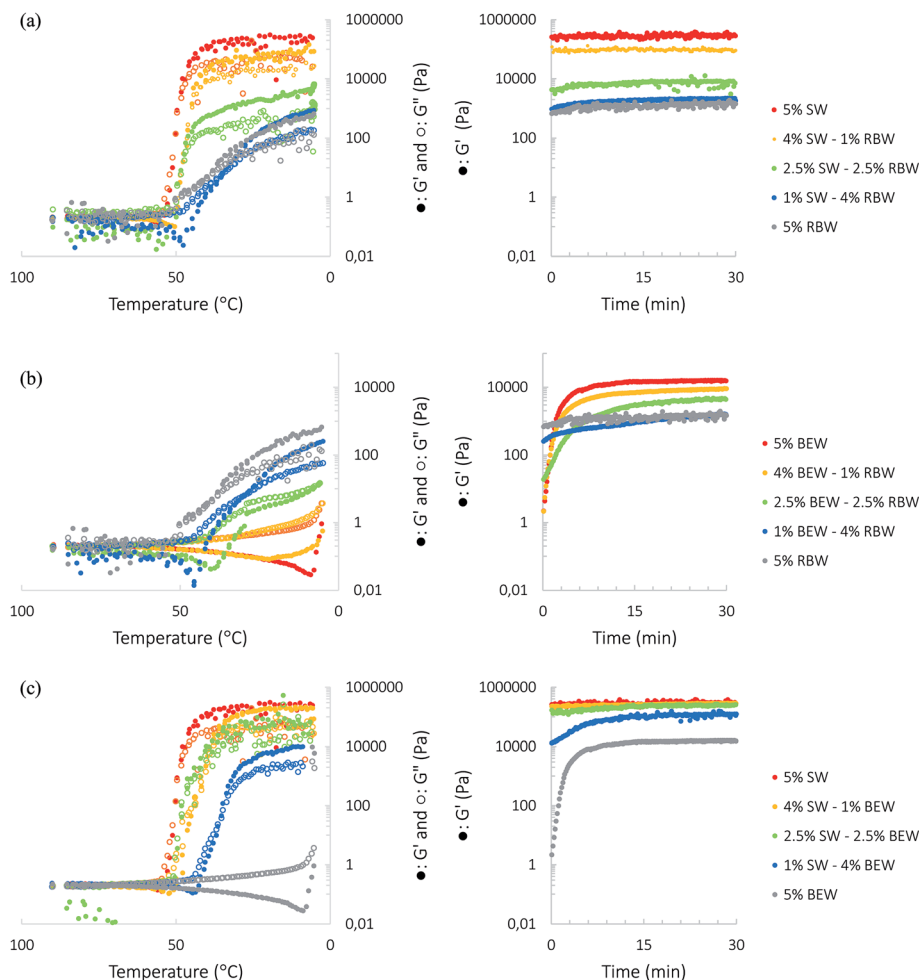 (a)
1000000
10000
100
1
0,01
100
50
0
Temperature (°C)
●: G' and ○: G" (Pa)
1000000
10000
100
1
0,01
0
15
30
Time (min)
●: G' (Pa)
5% SW
4% SW - 1% RBW
2.5% SW - 2.5% RBW
1% SW - 4% RBW
5% RBW
(b)
10000
100
1
0,01
100
50
0
Temperature (°C)
●: G' and ○: G" (Pa)
10000
100
1
0,01
0
15
30
Time (min)
●: G' (Pa)
5% BEW
4% BEW - 1% RBW
2.5% BEW - 2.5% RBW
1% BEW - 4% RBW
5% RBW
(c)
1000000
10000
100
1
0,01
100
50
0
Temperature (°C)
●: G' and ○: G" (Pa)
1000000
10000
100
1
0,01
0
15
30
Time (min)
●: G' (Pa)
5% SW
4% SW - 1% BEW
2.5% SW - 2.5% BEW
1% SW - 4% BEW
5% BEW